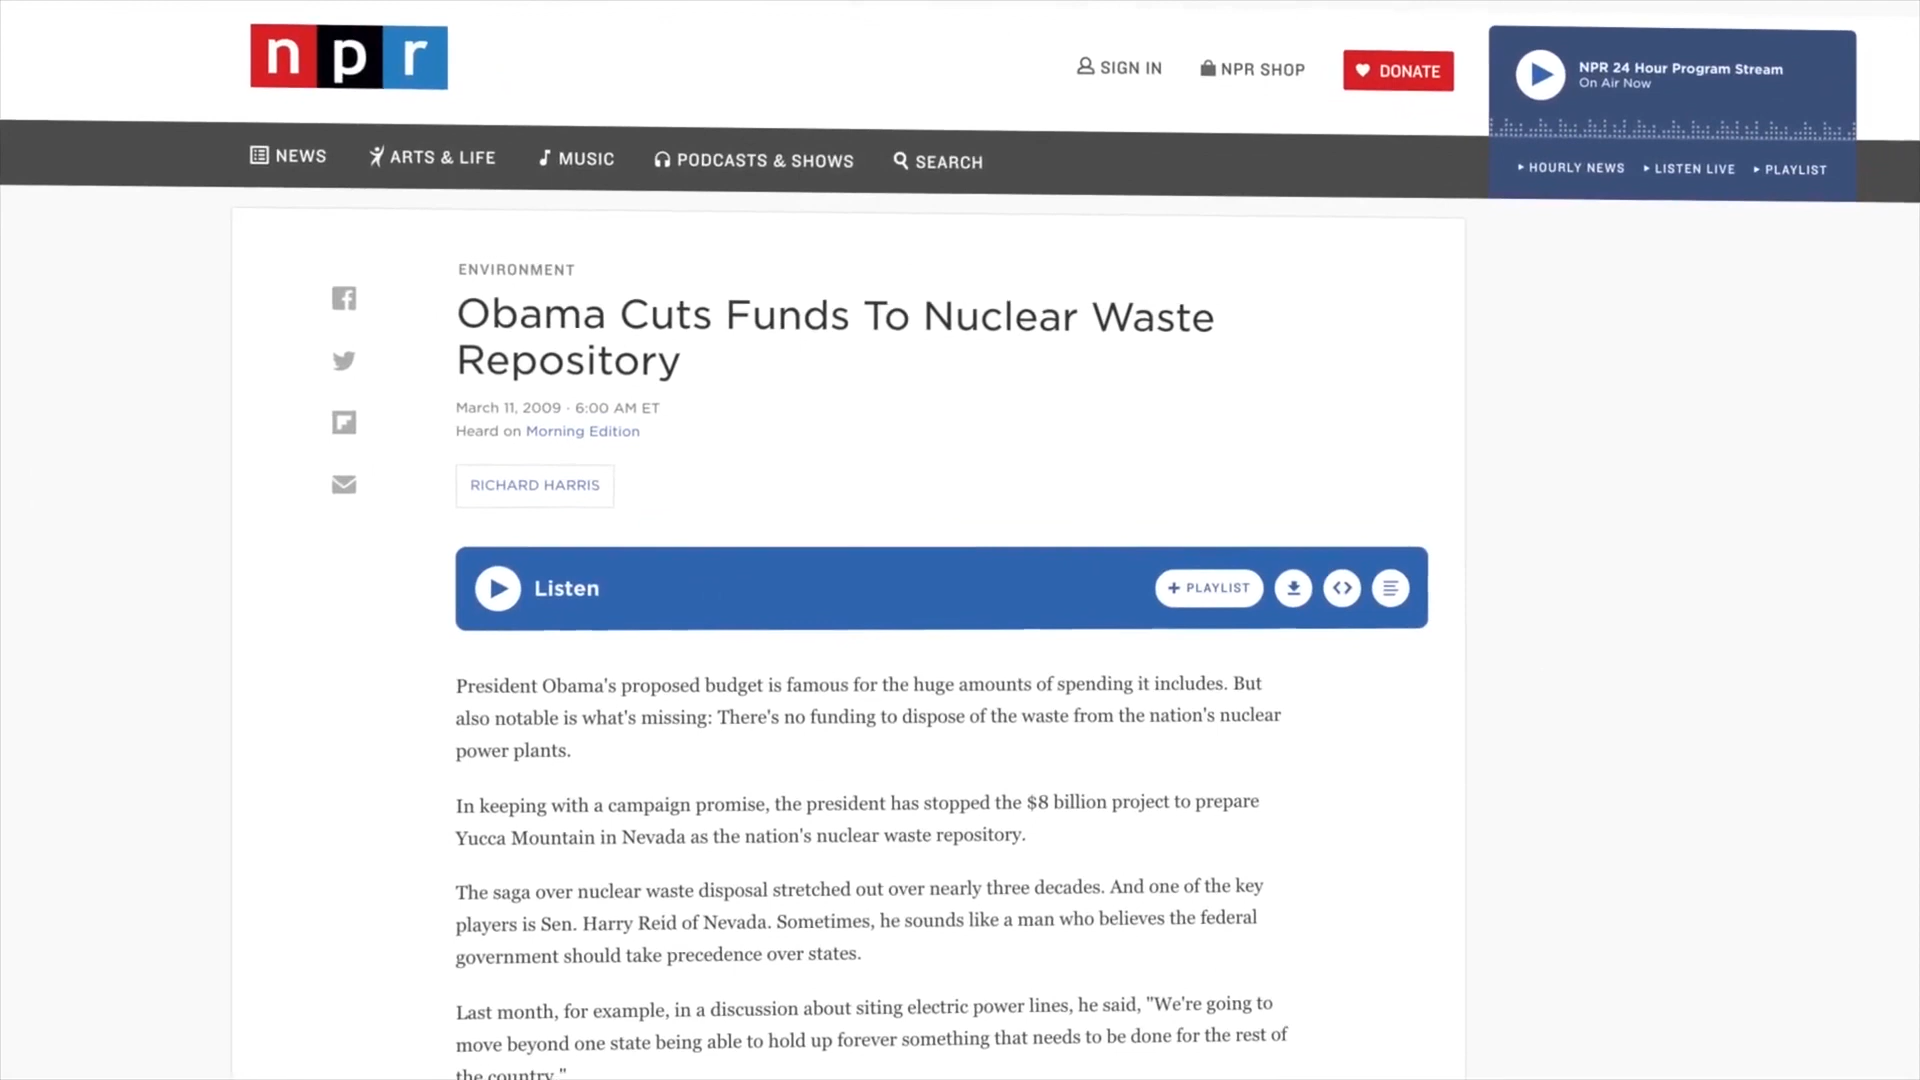 npr
SIGN IN
NPR SHOP
DONATE
NPR 24 Hour Program Stream
On Air Now
NEWS
ARTS & LIFE
MUSIC
PODCASTS & SHOWS
SEARCH
HOURLY NEWS
LISTEN LIVE
PLAYLIST
ENVIRONMENT
Obama Cuts Funds To Nuclear Waste
Repository
March 11, 2009 · 6:00 AM ET
Heard on Morning Edition
RICHARD HARRIS
Listen
+ PLAYLIST
President Obama's proposed budget is famous for the huge amounts of spending it includes. But
also notable is what's missing: There's no funding to dispose of the waste from the nation's nuclear
power plants.
In keeping with a campaign promise, the president has stopped the $8 billion project to prepare
Yucca Mountain in Nevada as the nation's nuclear waste repository.
The saga over nuclear waste disposal stretched out over nearly three decades. And one of the key
players is Sen. Harry Reid of Nevada. Sometimes, he sounds like a man who believes the federal
government should take precedence over states.
Last month, for example, in a discussion about siting electric power lines, he said, "We're going to
move beyond one state being able to hold up forever something that needs to be done for the rest of
the country."